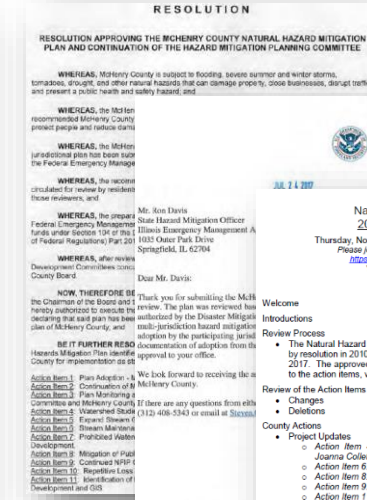 RESOLUTION
RESOLUTION APPROVING THE MCHENRY COUNTY NATURAL HAZARD MITIGATION
PLAN AND CONTINUATION OF THE HAZARD MITIGATION PLANNING COMMITTEE
WHEREAS, McHenry County is subject to flooding, severe summer and winter storms,
tornadoes, drought, and other natural hazards that can damage property, close businesses, disrupt traffic
and present a public health and safety hazard; and
WHEREAS, the McHen
recommended McHenry County
protect people and reduce dama
WHEREAS, the McHen
jurisdictional plan has been subm
the Federal Emergency Manage
WHEREAS, the recomm
circulated for review by residents
those reviewers, and
WHEREAS, the prepara
Federal Emergency Managemen
funds under Section 104 of the D
of Federal Regulations) Part 201
WHEREAS, after review
Development Committees conc
County Board.
NOW, THEREFORE BE
the Chairman of the Board and t
hereby authorized to execute the
declaring that said plan has bee
plan of McHenry County, and
BE IT FURTHER RESO
Hazards Mitigation Plan identifie
County for implementation as st
Action Item 1: Plan Adoption - M
Action Item 2: Continuation of M
Action Item 3: Plan Monitoring a
Committee and McHenry County
Action Item 4: Watershed Studie
Action Item 5: Expand Stream G
Action Item 6: Stream Maintena
Action Item 7: Prohibited Water
Development.
Action Item 8: Mitigation of Publ
Action Item 9: Continued NFIP C
Action Item 10: Repetitive Loss
Action Item 11: Identification of
Development and GIS
JUL 24 2017
Mr. Ron Davis
State Hazard Mitigation Officer
Illinois Emergency Management A
1035 Outer Park Drive
Springfield, IL 62704
Dear Mr. Davis:
Thank you for submitting the McH
review. The plan was reviewed bas
authorized by the Disaster Mitigatio
multi-jurisdiction hazard mitigation
adoption by the participating jurisd
documentation of adoption from th
approval to your office.
We look forward to receiving the a
McHenry County.
If there are any questions from eithe
(312) 408-5343 or email at Steven.
Na
20
Thursday, No
Please j
https
Welcome
Introductions
Review Process
• The Natural Hazard
by resolution in 2010
2017. The approve
to the action items, w
Review of the Action Items
• Changes
• Deletions
County Actions
• Project Updates
o Action Item
Joanna Colle
o Action Item 6
o Action Item 8
o Action Item 9
o Action Item 1